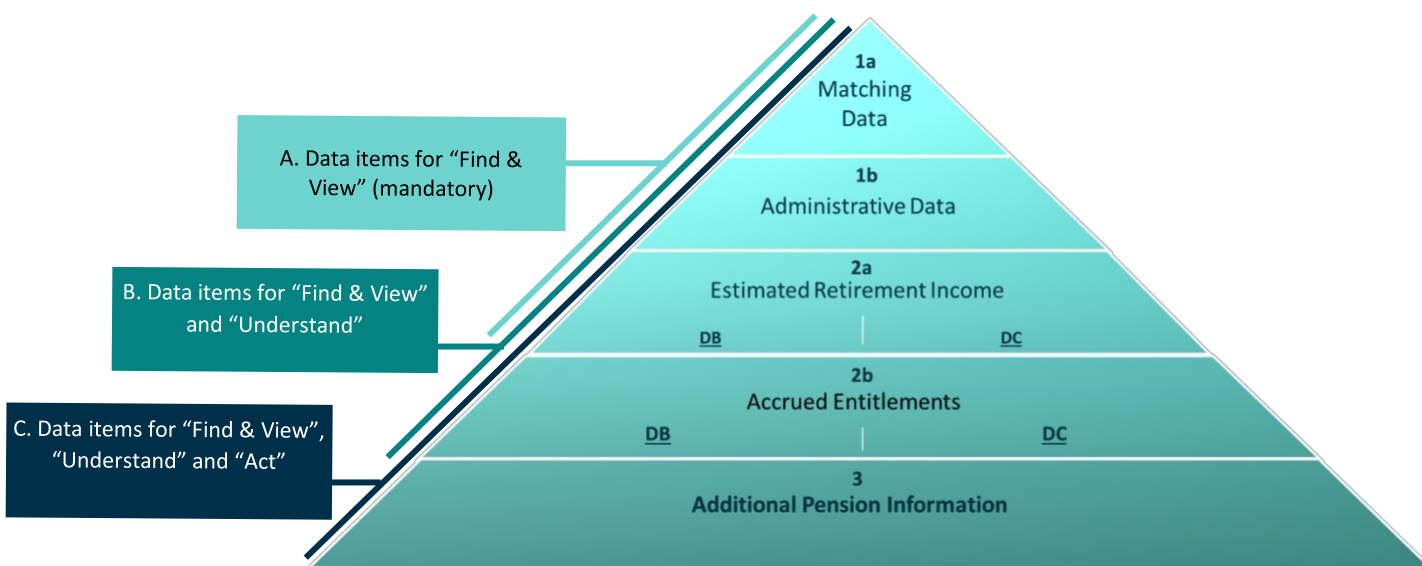 1a
Matching
Data
A. Data items for “Find &
View” (mandatory)
1b
Administrative Data
B. Data items for “Find & View”
and “Understand”
2a
Estimated Retirement Income
DB
DC
C. Data items for “Find & View”,
“Understand” and “Act”
2b
Accrued Entitlements
DB
DC
3
Additional Pension Information